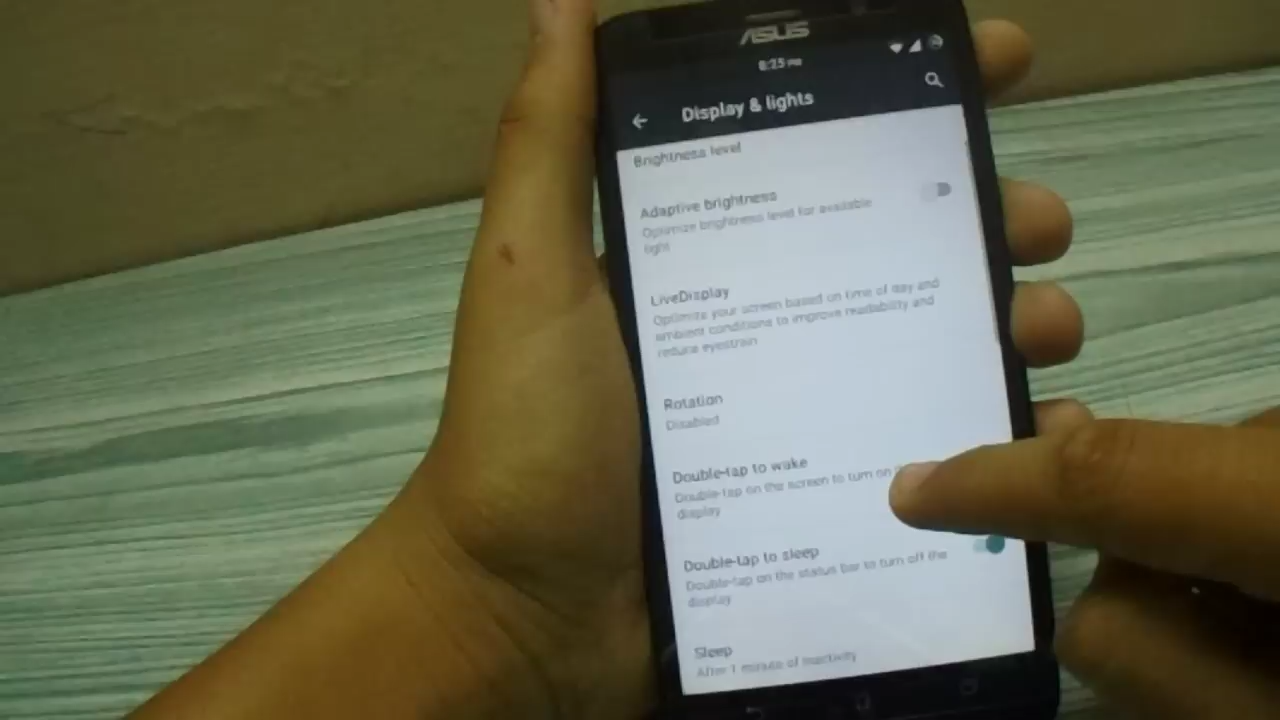 ASUS
8:25 PM
Display & lights
Brightness level
Adaptive brightness
Optimize brightness level for available
light
LiveDisplay
Optimize your screen based on time of day and
ambient conditions to improve readability and
reduce eyestrain
Rotation
Disabled
Double-tap to wake
Double-tap on the screen to turn on
display
Double-tap to sleep
Double-tap on the status bar to turn off the
display
Sleep
After 1 minute of inactivity